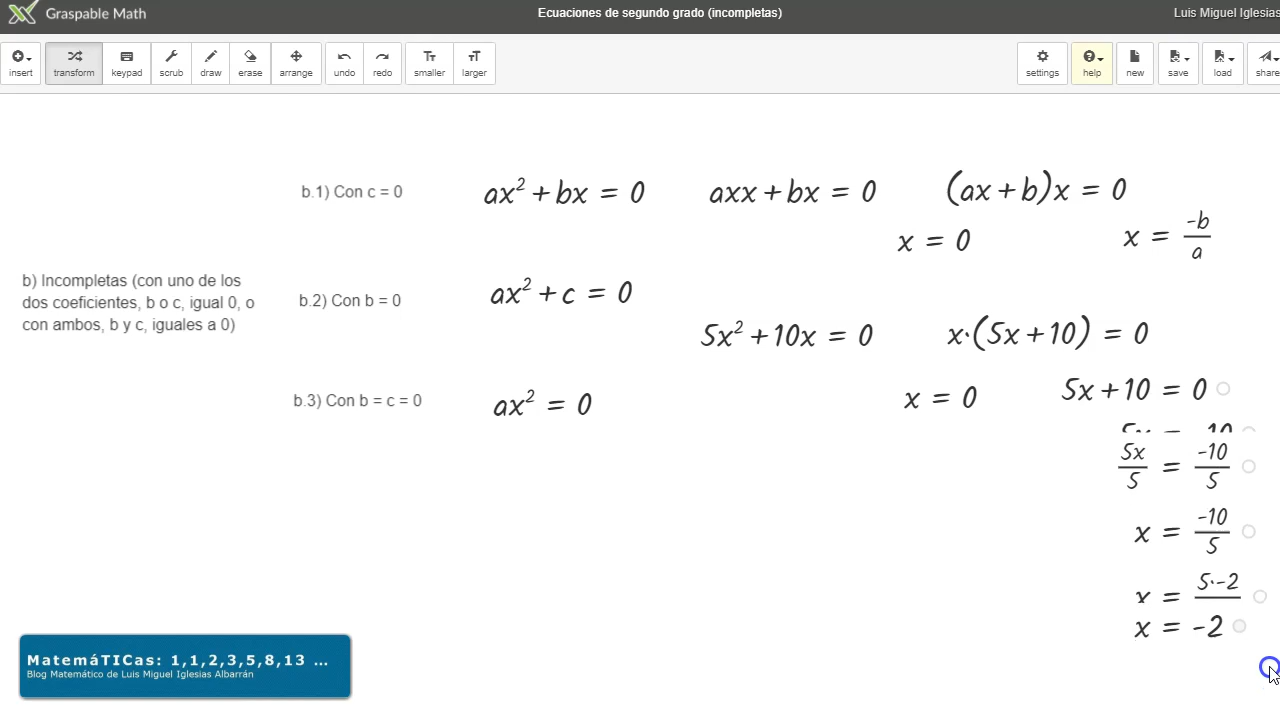 Graspable Math
Ecuaciones de segundo grado (incompletas)
Luis Miguel Iglesias
insert transform keypad scrub draw erase arrange undo redo smaller larger settings help new save load share
b.1) Con c = 0
ax² + bx = 0
axx + bx = 0
(ax + b)x = 0
x = 0
x = -b/a
b) Incompletas (con uno de los
dos coeficientes, b o c, igual 0, o
con ambos, b y c, iguales a 0)
b.2) Con b = 0
ax² + c = 0
5x² + 10x = 0
x·(5x + 10) = 0
b.3) Con b = c = 0
ax² = 0
x = 0
5x + 10 = 0
5x/5 = -10/5
x = -10/5
x = 5·-2
x = -2
MatemáTICas: 1,1,2,3,5,8,13 ...
Blog Matemático de Luis Miguel Iglesias Albarrán